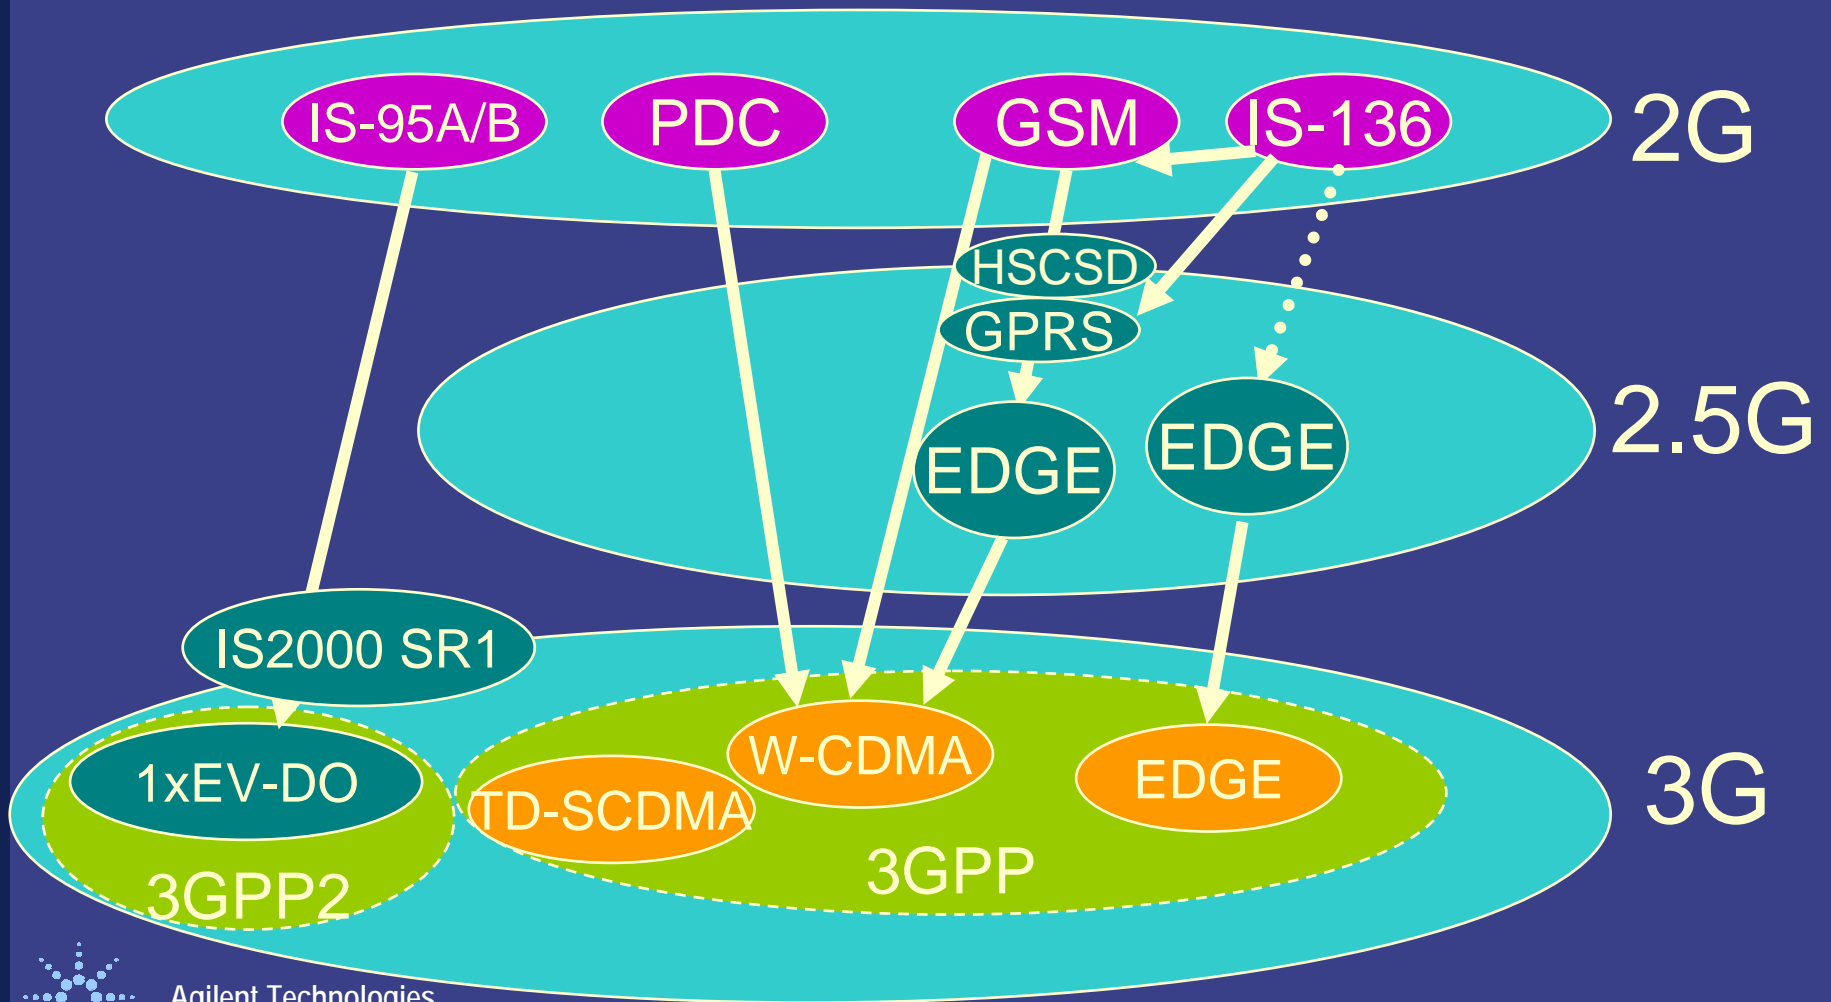 IS-95A/B
PDC
GSM
IS-136
2G
HSCSD
GPRS
EDGE
EDGE
2.5G
IS2000 SR1
1xEV-DO
TD-SCDMA
W-CDMA
EDGE
3G
3GPP2
3GPP
Agilent Technologies